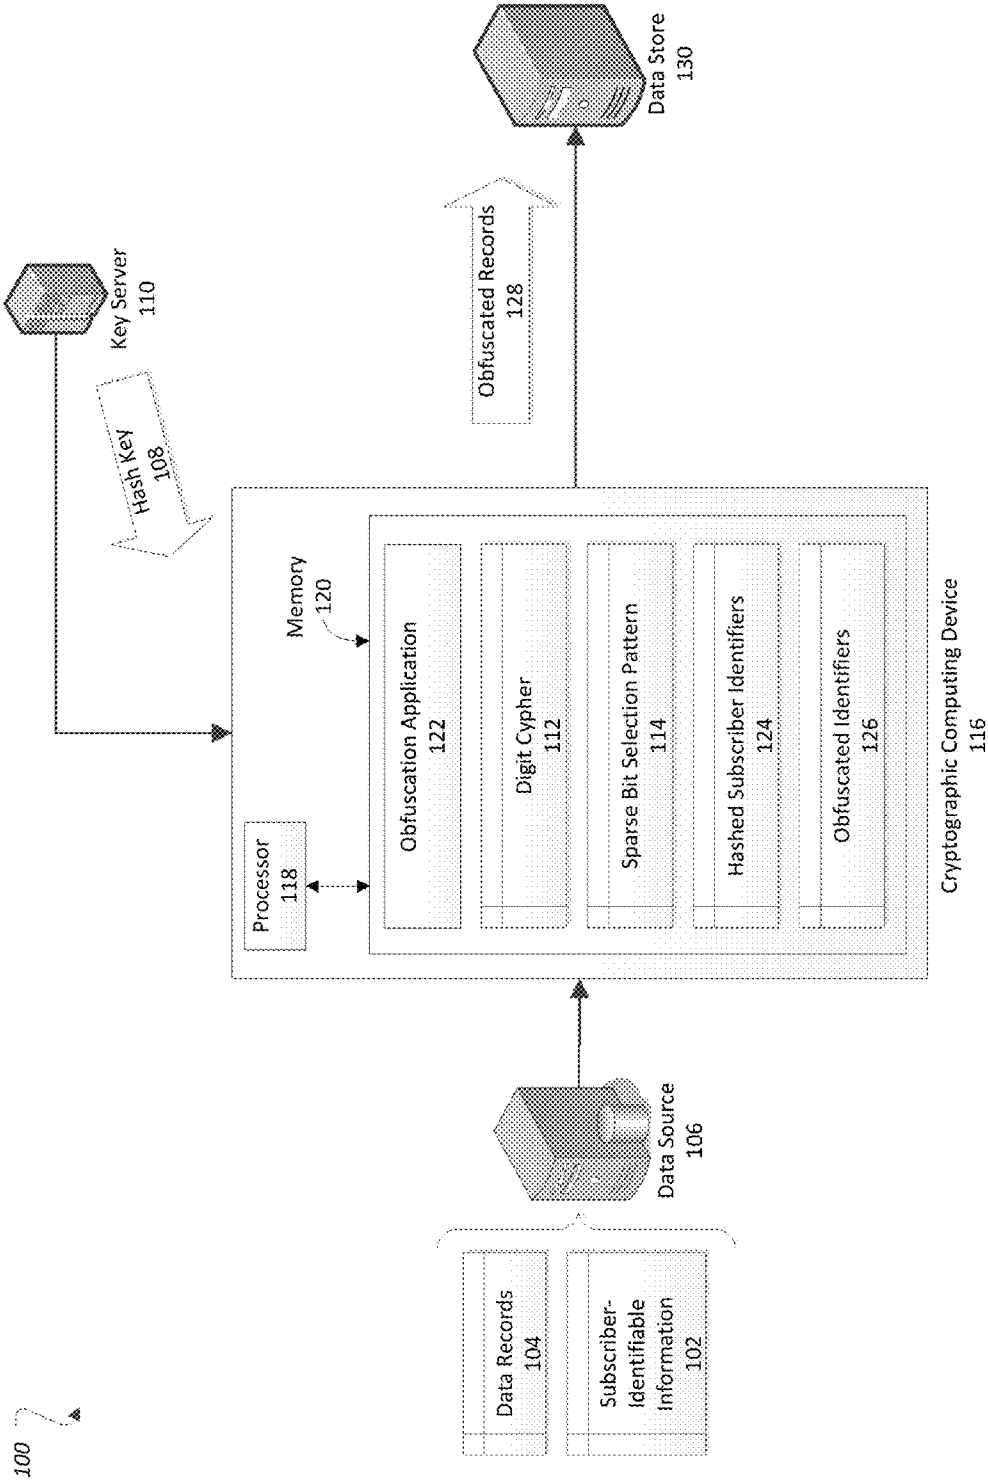 100
Data Records
104
Subscriber-
Identifiable
Information
102
Data Source
106
Key Server
110
Hash Key
108
Processor
118
Memory
120
Obfuscation Application
122
Digit Cypher
112
Sparse Bit Selection Pattern
114
Hashed Subscriber Identifiers
124
Obfuscated Identifiers
126
Cryptographic Computing Device
116
Obfuscated Records
128
Data Store
130